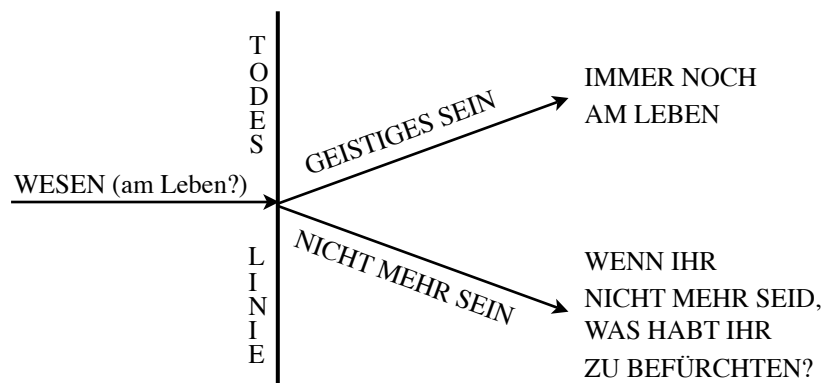 TODES
LINIE
WESEN (am Leben?)
GEISTIGES SEIN
NICHT MEHR SEIN
IMMER NOCH
AM LEBEN
WENN IHR
NICHT MEHR SEID,
WAS HABT IHR
ZU BEFÜRCHTEN?